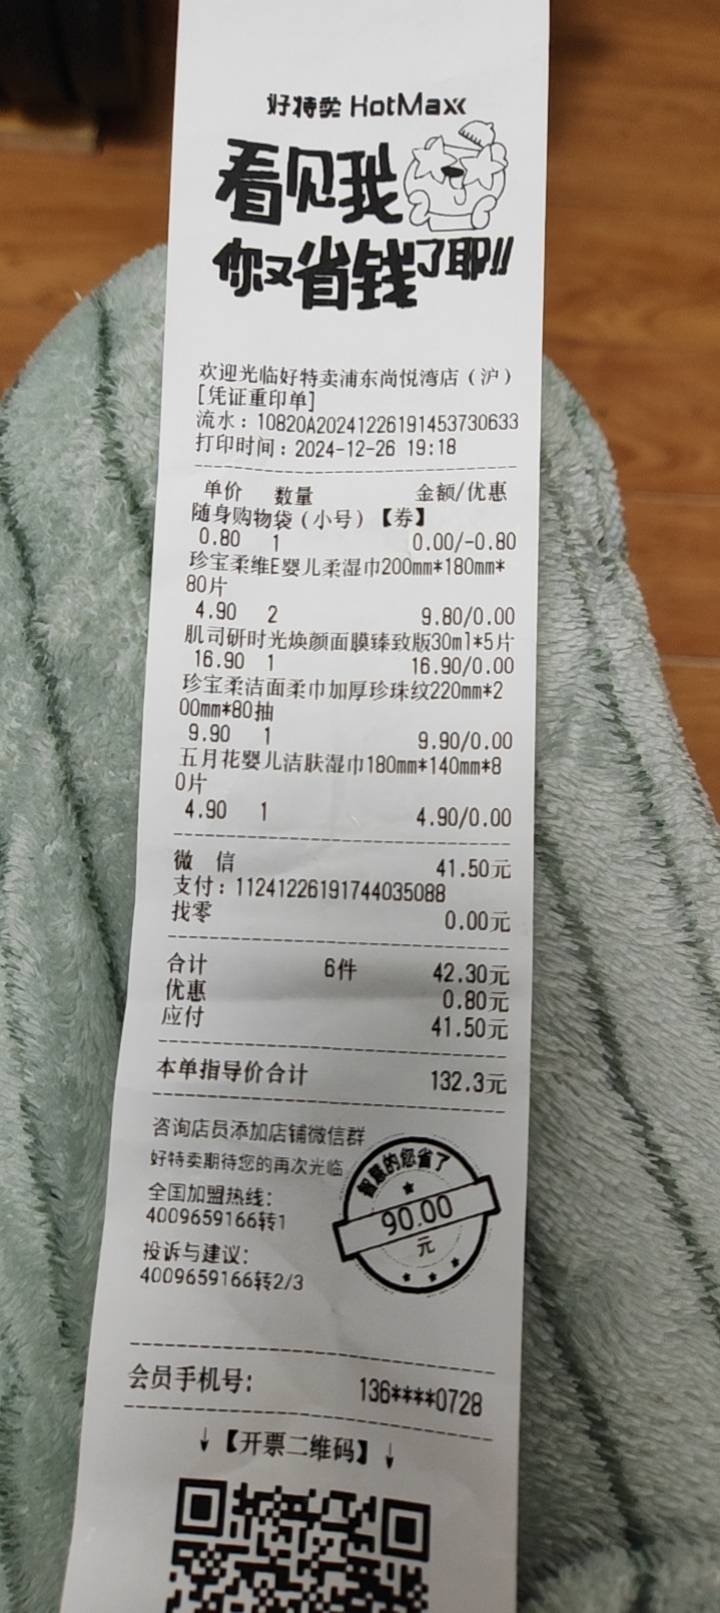 好特卖 HotMaxx
看见我
你又省钱了耶!!
欢迎光临好特卖浦东尚悦湾店（沪）
[凭证重印单]
流水：10820A20241226191453730633
打印时间：2024-12-26 19:18
单价 数量 金额/优惠
随身购物袋（小号）【券】
0.80 1 0.00/-0.80
珍宝柔维E婴儿柔湿巾200mm*180mm*
80片
4.90 2 9.80/0.00
肌司研时光焕颜面膜臻致版30ml*5片
16.90 1 16.90/0.00
珍宝柔洁面柔巾加厚珍珠纹220mm*2
00mm*80抽
9.90 1 9.90/0.00
五月花婴儿洁肤湿巾180mm*140mm*8
0片
4.90 1 4.90/0.00
微 信 41.50元
支付：11241226191744035088
找零 0.00元
合计 6件 42.30元
优惠 0.80元
应付 41.50元
本单指导价合计 132.3元
咨询店员添加店铺微信群
好特卖期待您的再次光临
全国加盟热线：
4009659166转1
投诉与建议：
4009659166转2/3
智慧的您省了
90.00
元
会员手机号： 136****0728
↓【开票二维码】↓